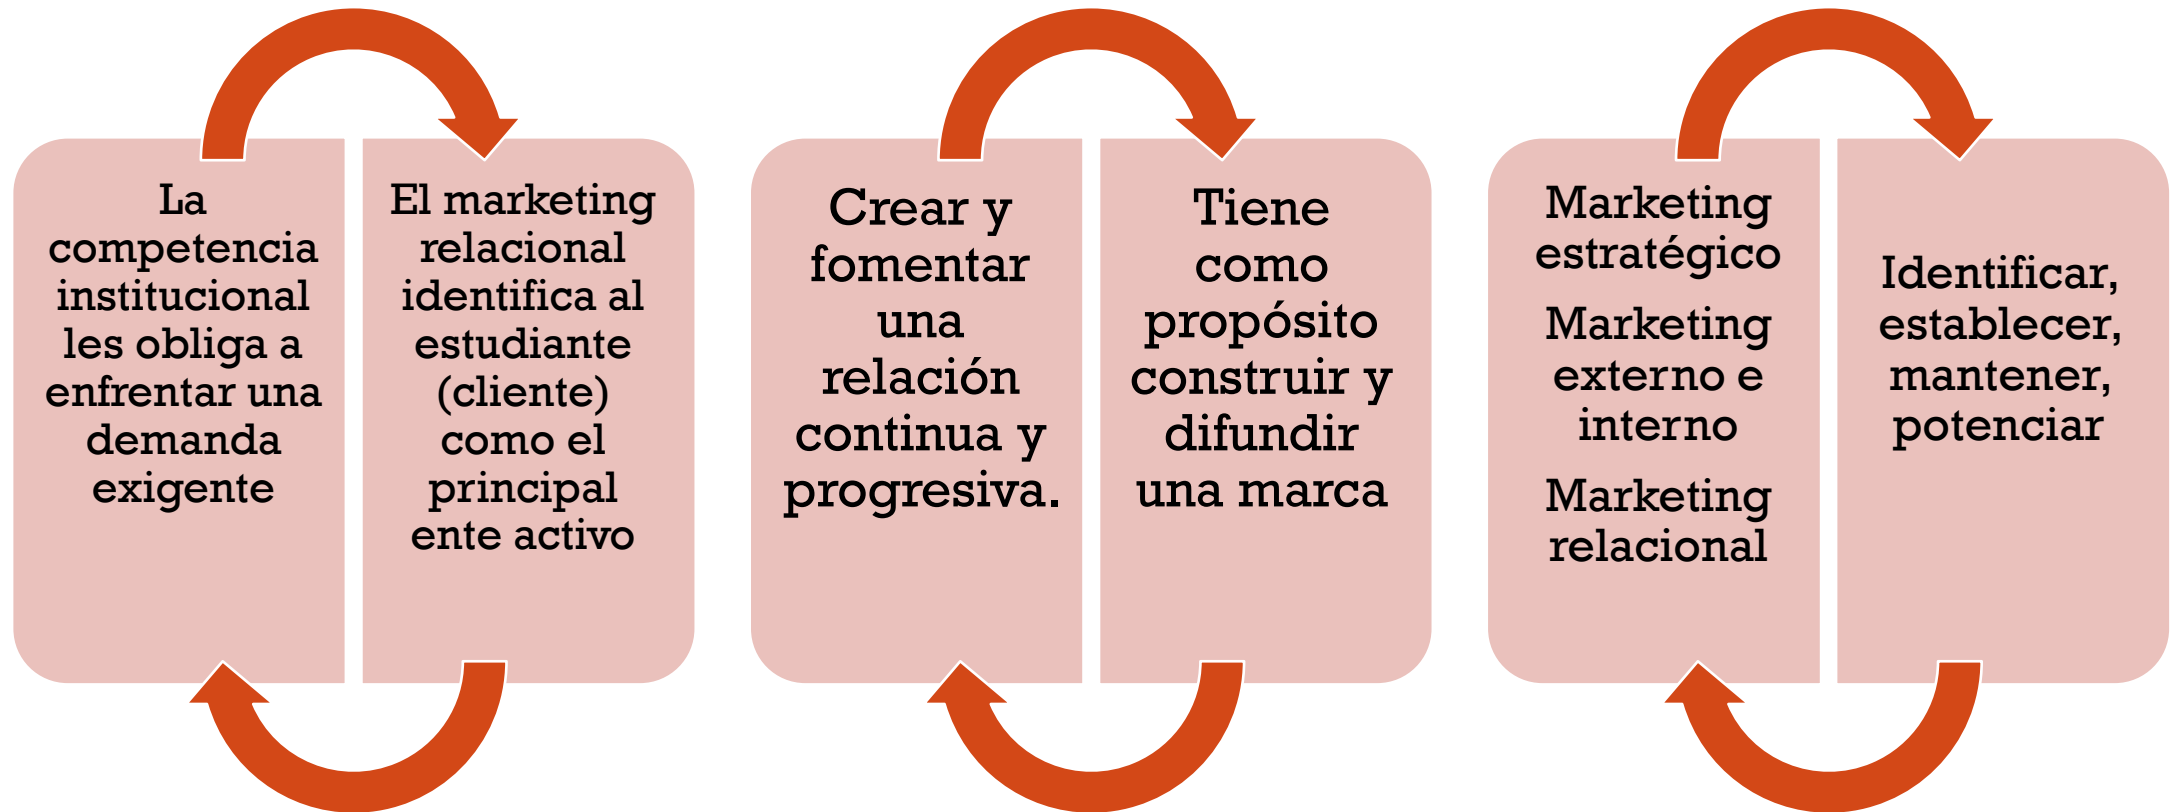 La
competencia
institucional
les obliga a
enfrentar una
demanda
exigente
El marketing
relacional
identifica al
estudiante
(cliente)
como el
principal
ente activo
Crear y
fomentar
una
relación
continua y
progresiva.
Tiene
como
propósito
construir y
difundir
una marca
Marketing
estratégico
Marketing
externo e
interno
Marketing
relacional
Identificar,
establecer,
mantener,
potenciar